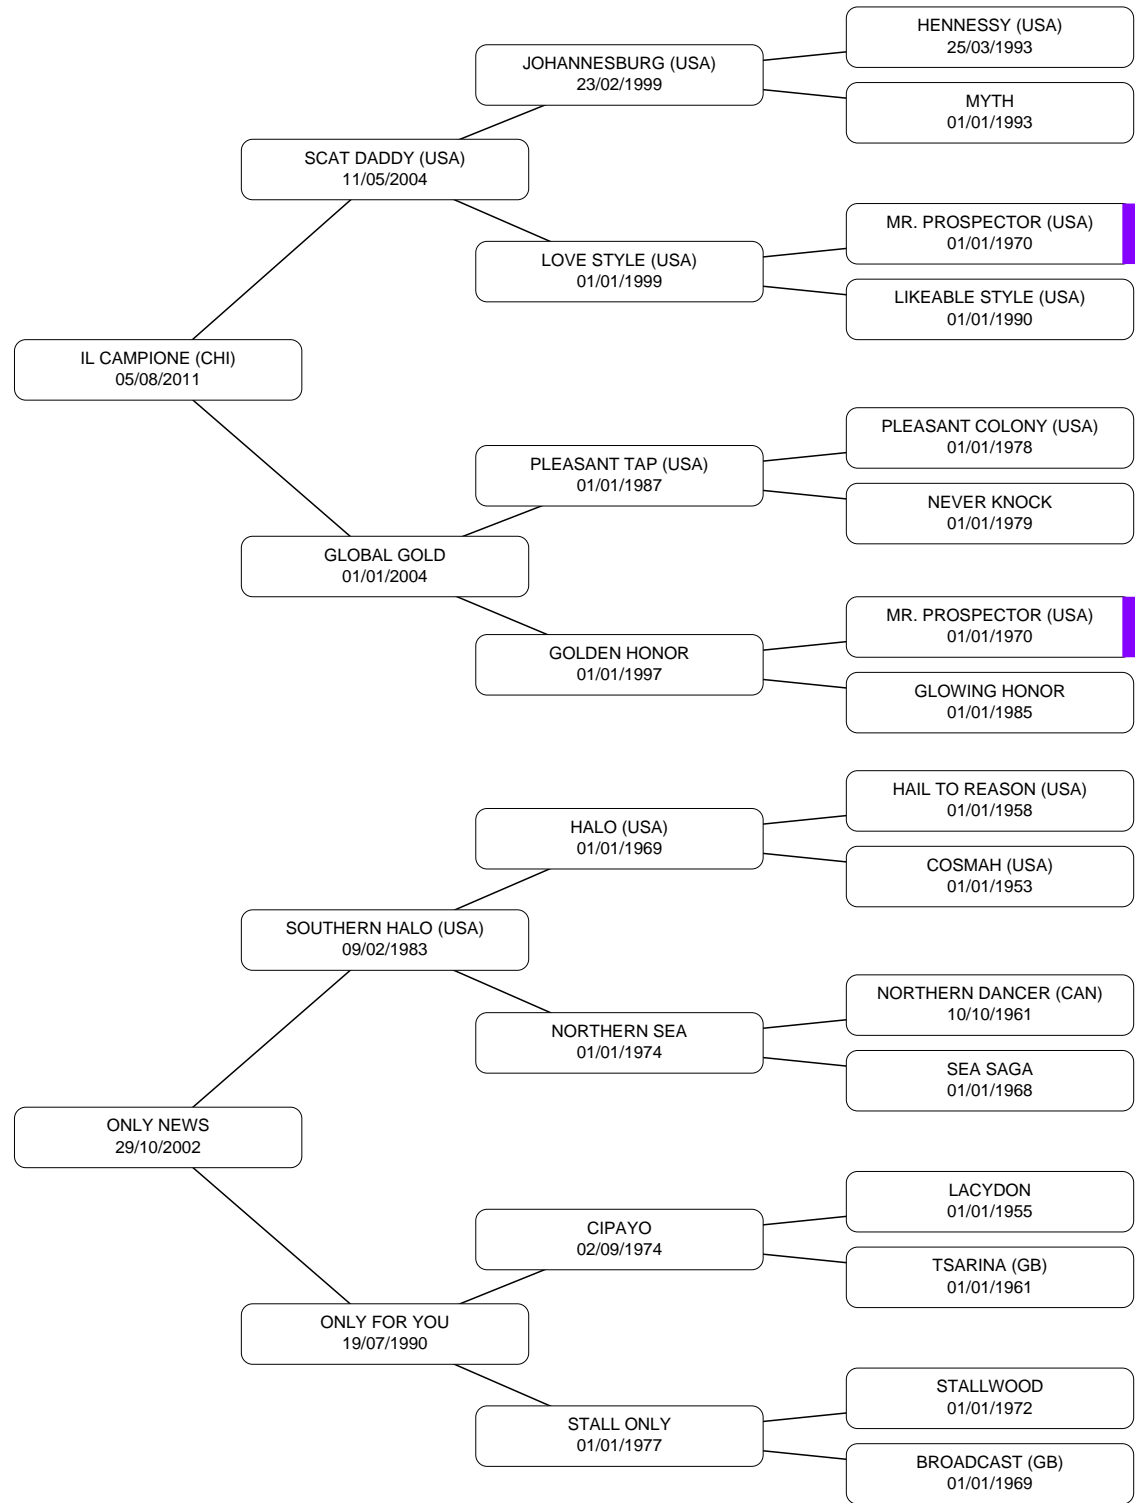 HENNESSY (USA)
25/03/1993
JOHANNESBURG (USA)
23/02/1999
MYTH
01/01/1993
SCAT DADDY (USA)
11/05/2004
MR. PROSPECTOR (USA)
01/01/1970
LOVE STYLE (USA)
01/01/1999
LIKEABLE STYLE (USA)
01/01/1990
IL CAMPIONE (CHI)
05/08/2011
PLEASANT COLONY (USA)
01/01/1978
PLEASANT TAP (USA)
01/01/1987
NEVER KNOCK
01/01/1979
GLOBAL GOLD
01/01/2004
MR. PROSPECTOR (USA)
01/01/1970
GOLDEN HONOR
01/01/1997
GLOWING HONOR
01/01/1985
HAIL TO REASON (USA)
01/01/1958
HALO (USA)
01/01/1969
COSMAH (USA)
01/01/1953
SOUTHERN HALO (USA)
09/02/1983
NORTHERN DANCER (CAN)
10/10/1961
NORTHERN SEA
01/01/1974
SEA SAGA
01/01/1968
ONLY NEWS
29/10/2002
LACYDON
01/01/1955
CIPAYO
02/09/1974
TSARINA (GB)
01/01/1961
ONLY FOR YOU
19/07/1990
STALLWOOD
01/01/1972
STALL ONLY
01/01/1977
BROADCAST (GB)
01/01/1969